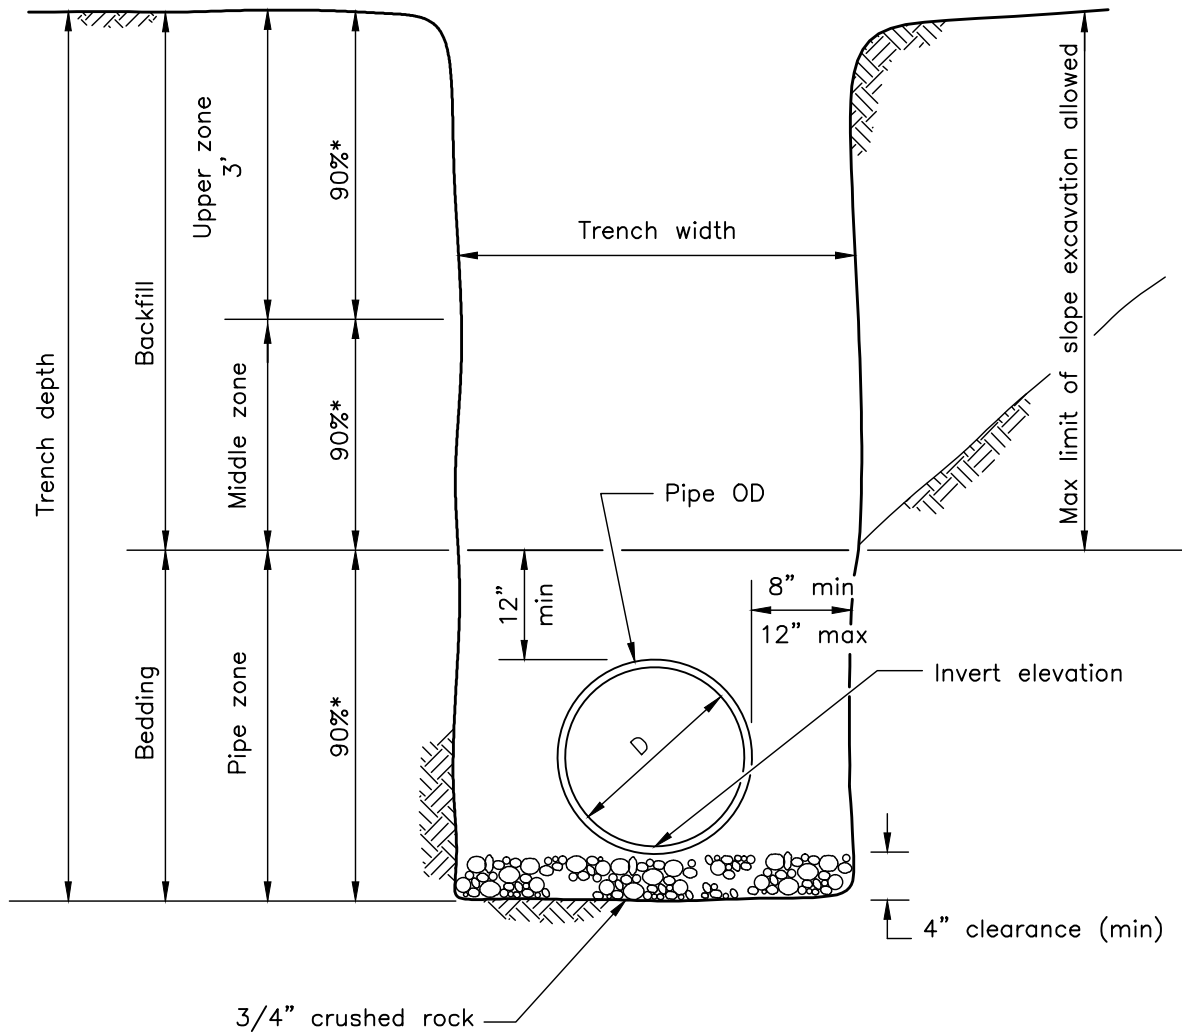 Trench depth
Backfill
Bedding
Upper zone
3’
Middle zone
Pipe zone
90%*
90%*
90%*
Trench width
Max limit of slope excavation allowed
Pipe OD
12”
min
8” min
12” max
Invert elevation
D
4” clearance (min)
3/4” crushed rock